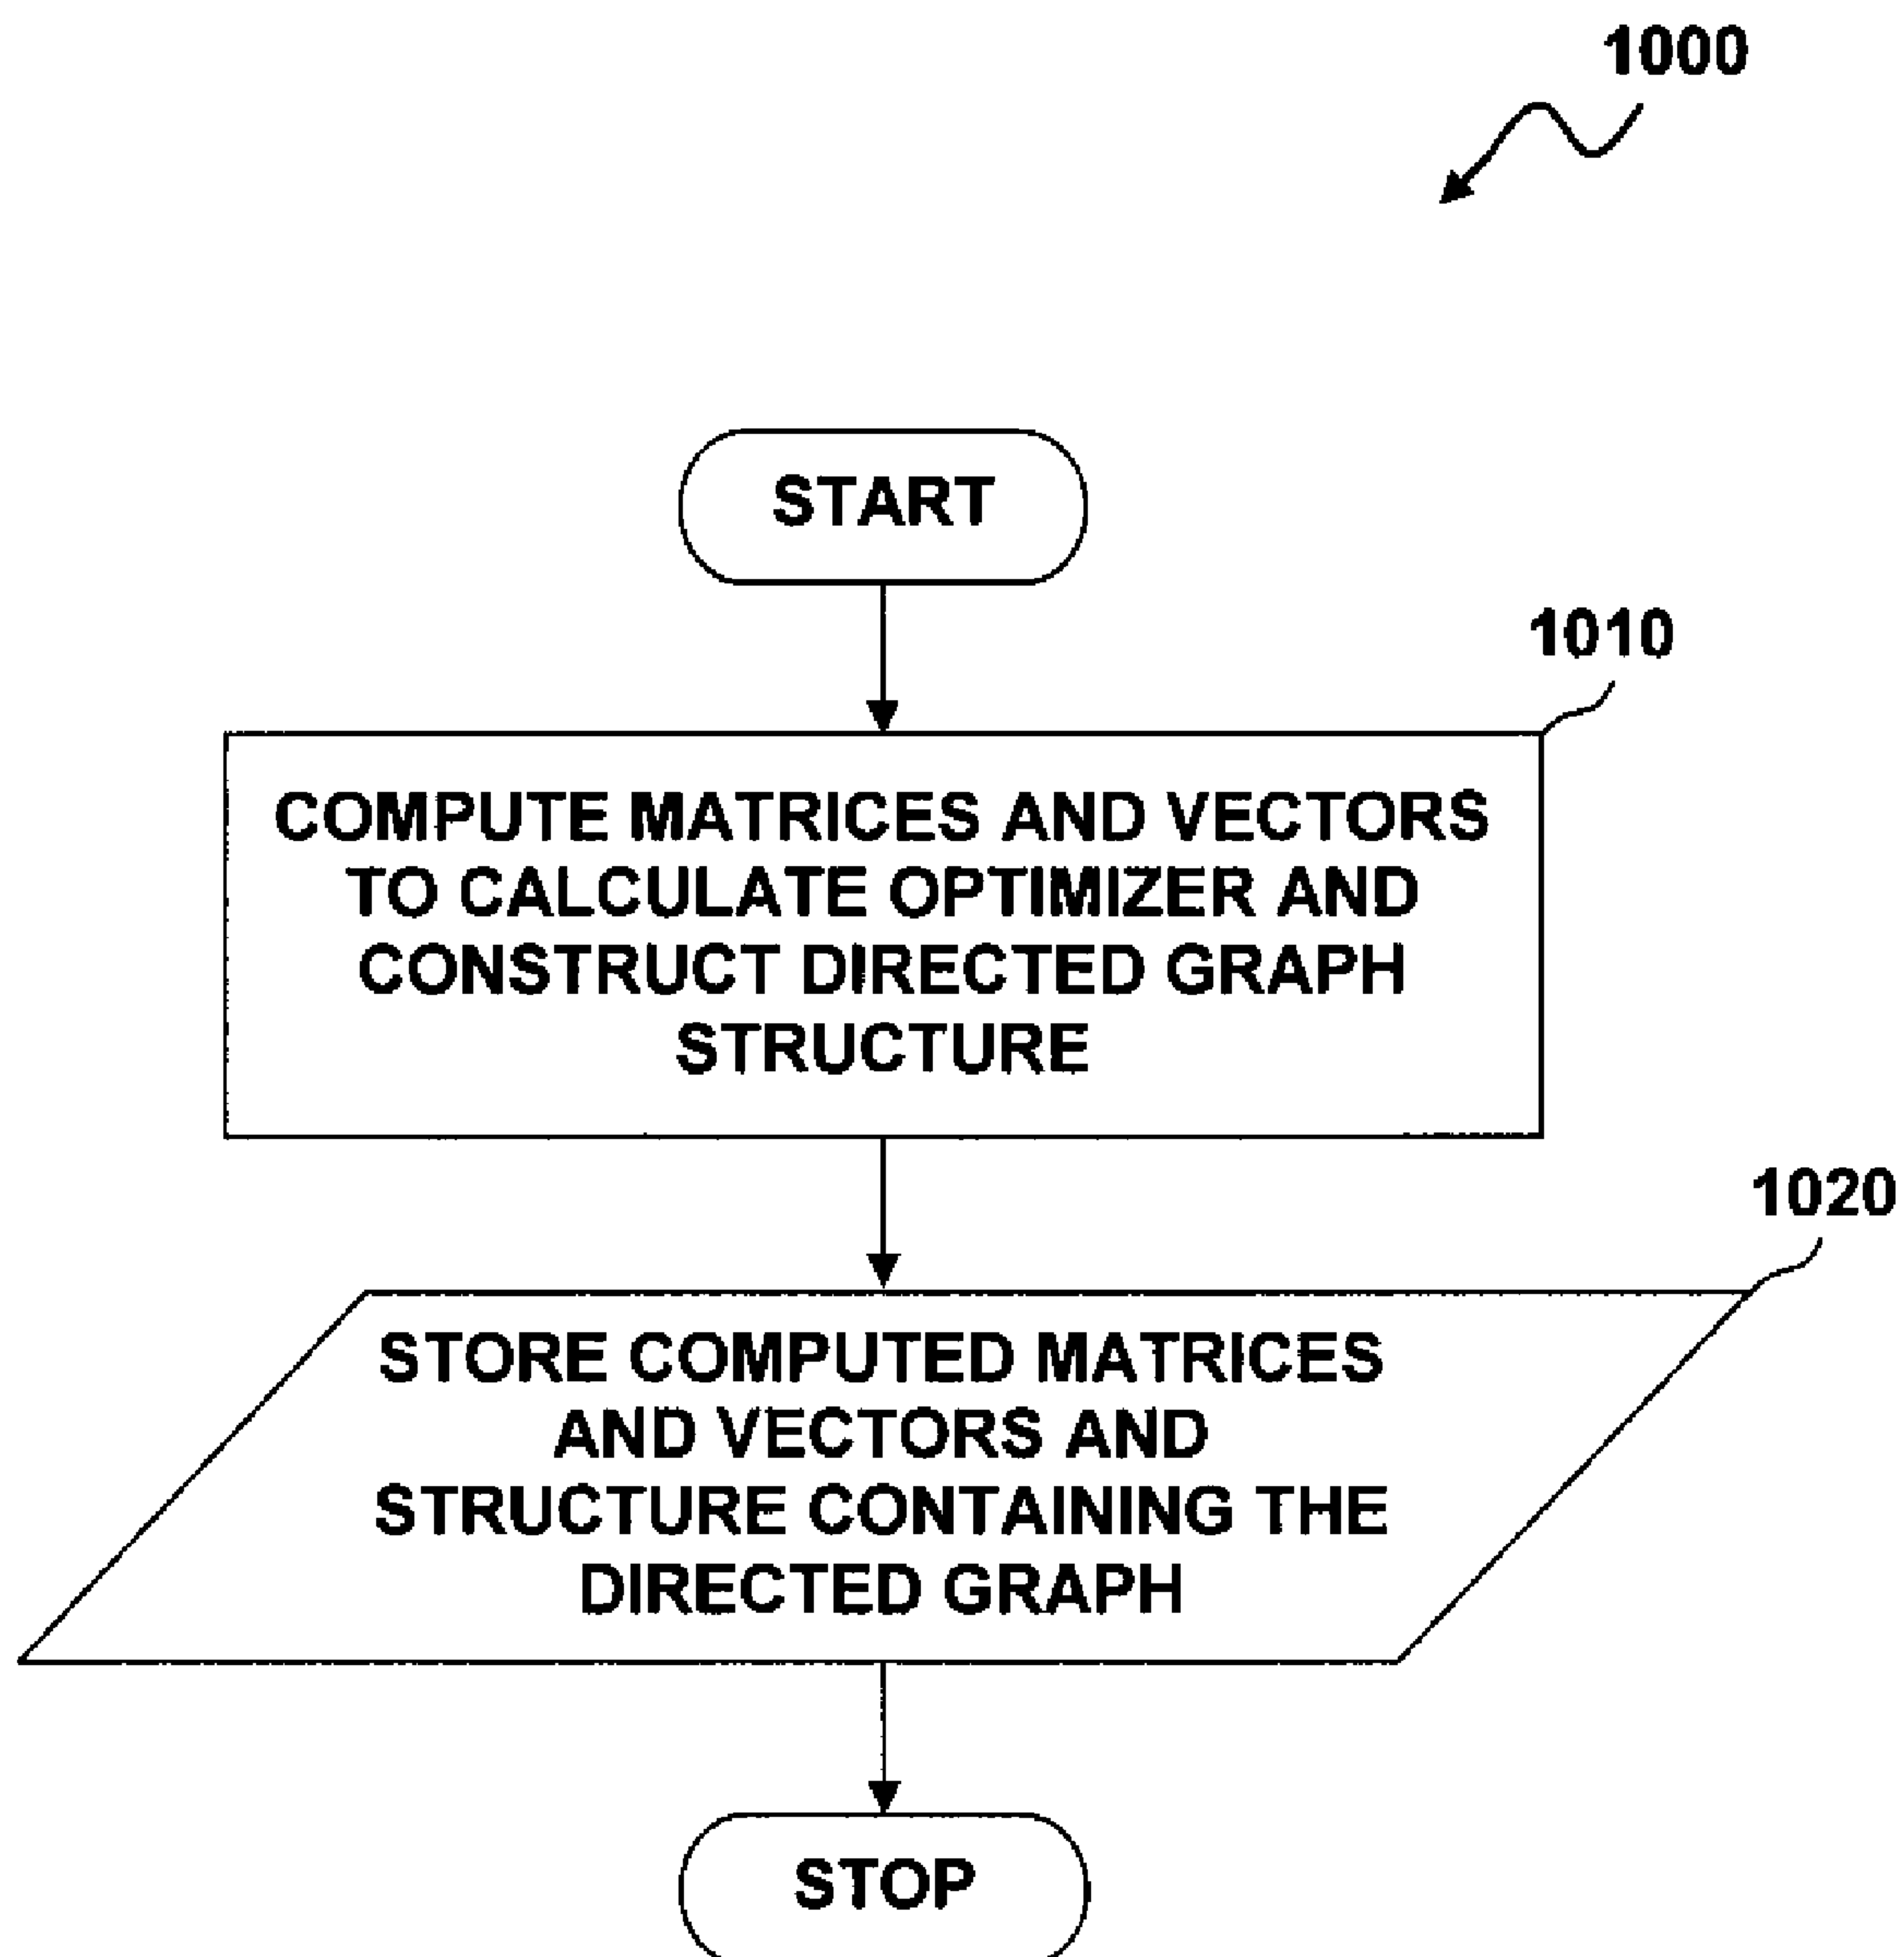 1000
START
1010
COMPUTE MATRICES AND VECTORS
TO CALCULATE OPTIMIZER AND
CONSTRUCT DIRECTED GRAPH
STRUCTURE
1020
STORE COMPUTED MATRICES
AND VECTORS AND
STRUCTURE CONTAINING THE
DIRECTED GRAPH
STOP